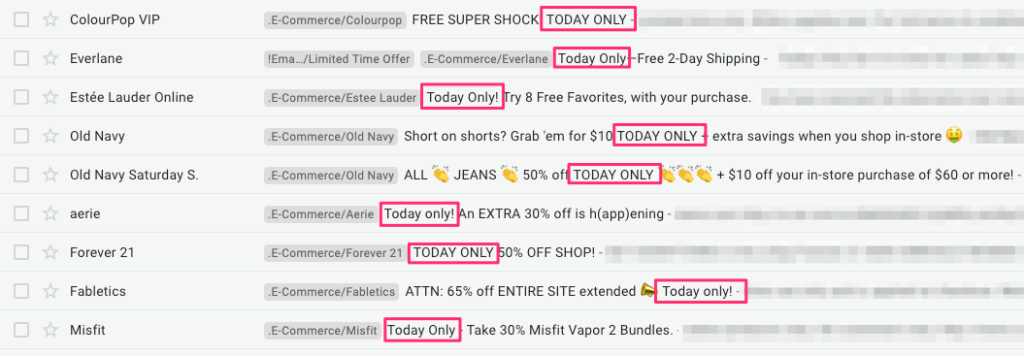 ColourPop VIP .E-Commerce/Colourpop FREE SUPER SHOCK TODAY ONLY -
Everlane !Ema.../Limited Time Offer .E-Commerce/Everlane Today Only - Free 2-Day Shipping -
Estée Lauder Online .E-Commerce/Estee Lauder Today Only! Try 8 Free Favorites, with your purchase.
Old Navy .E-Commerce/Old Navy Short on shorts? Grab 'em for $10 TODAY ONLY + extra savings when you shop in-store 🤑
Old Navy Saturday S. .E-Commerce/Old Navy ALL 👏 JEANS 👏 50% off TODAY ONLY 👏👏👏 + $10 off your in-store purchase of $60 or more! -
aerie .E-Commerce/Aerie Today only! An EXTRA 30% off is h(app)ening -
Forever 21 .E-Commerce/Forever 21 TODAY ONLY 50% OFF SHOP! -
Fabletics .E-Commerce/Fabletics ATTN: 65% off ENTIRE SITE extended 📣 Today only! -
Misfit .E-Commerce/Misfit Today Only - Take 30% Misfit Vapor 2 Bundles. -